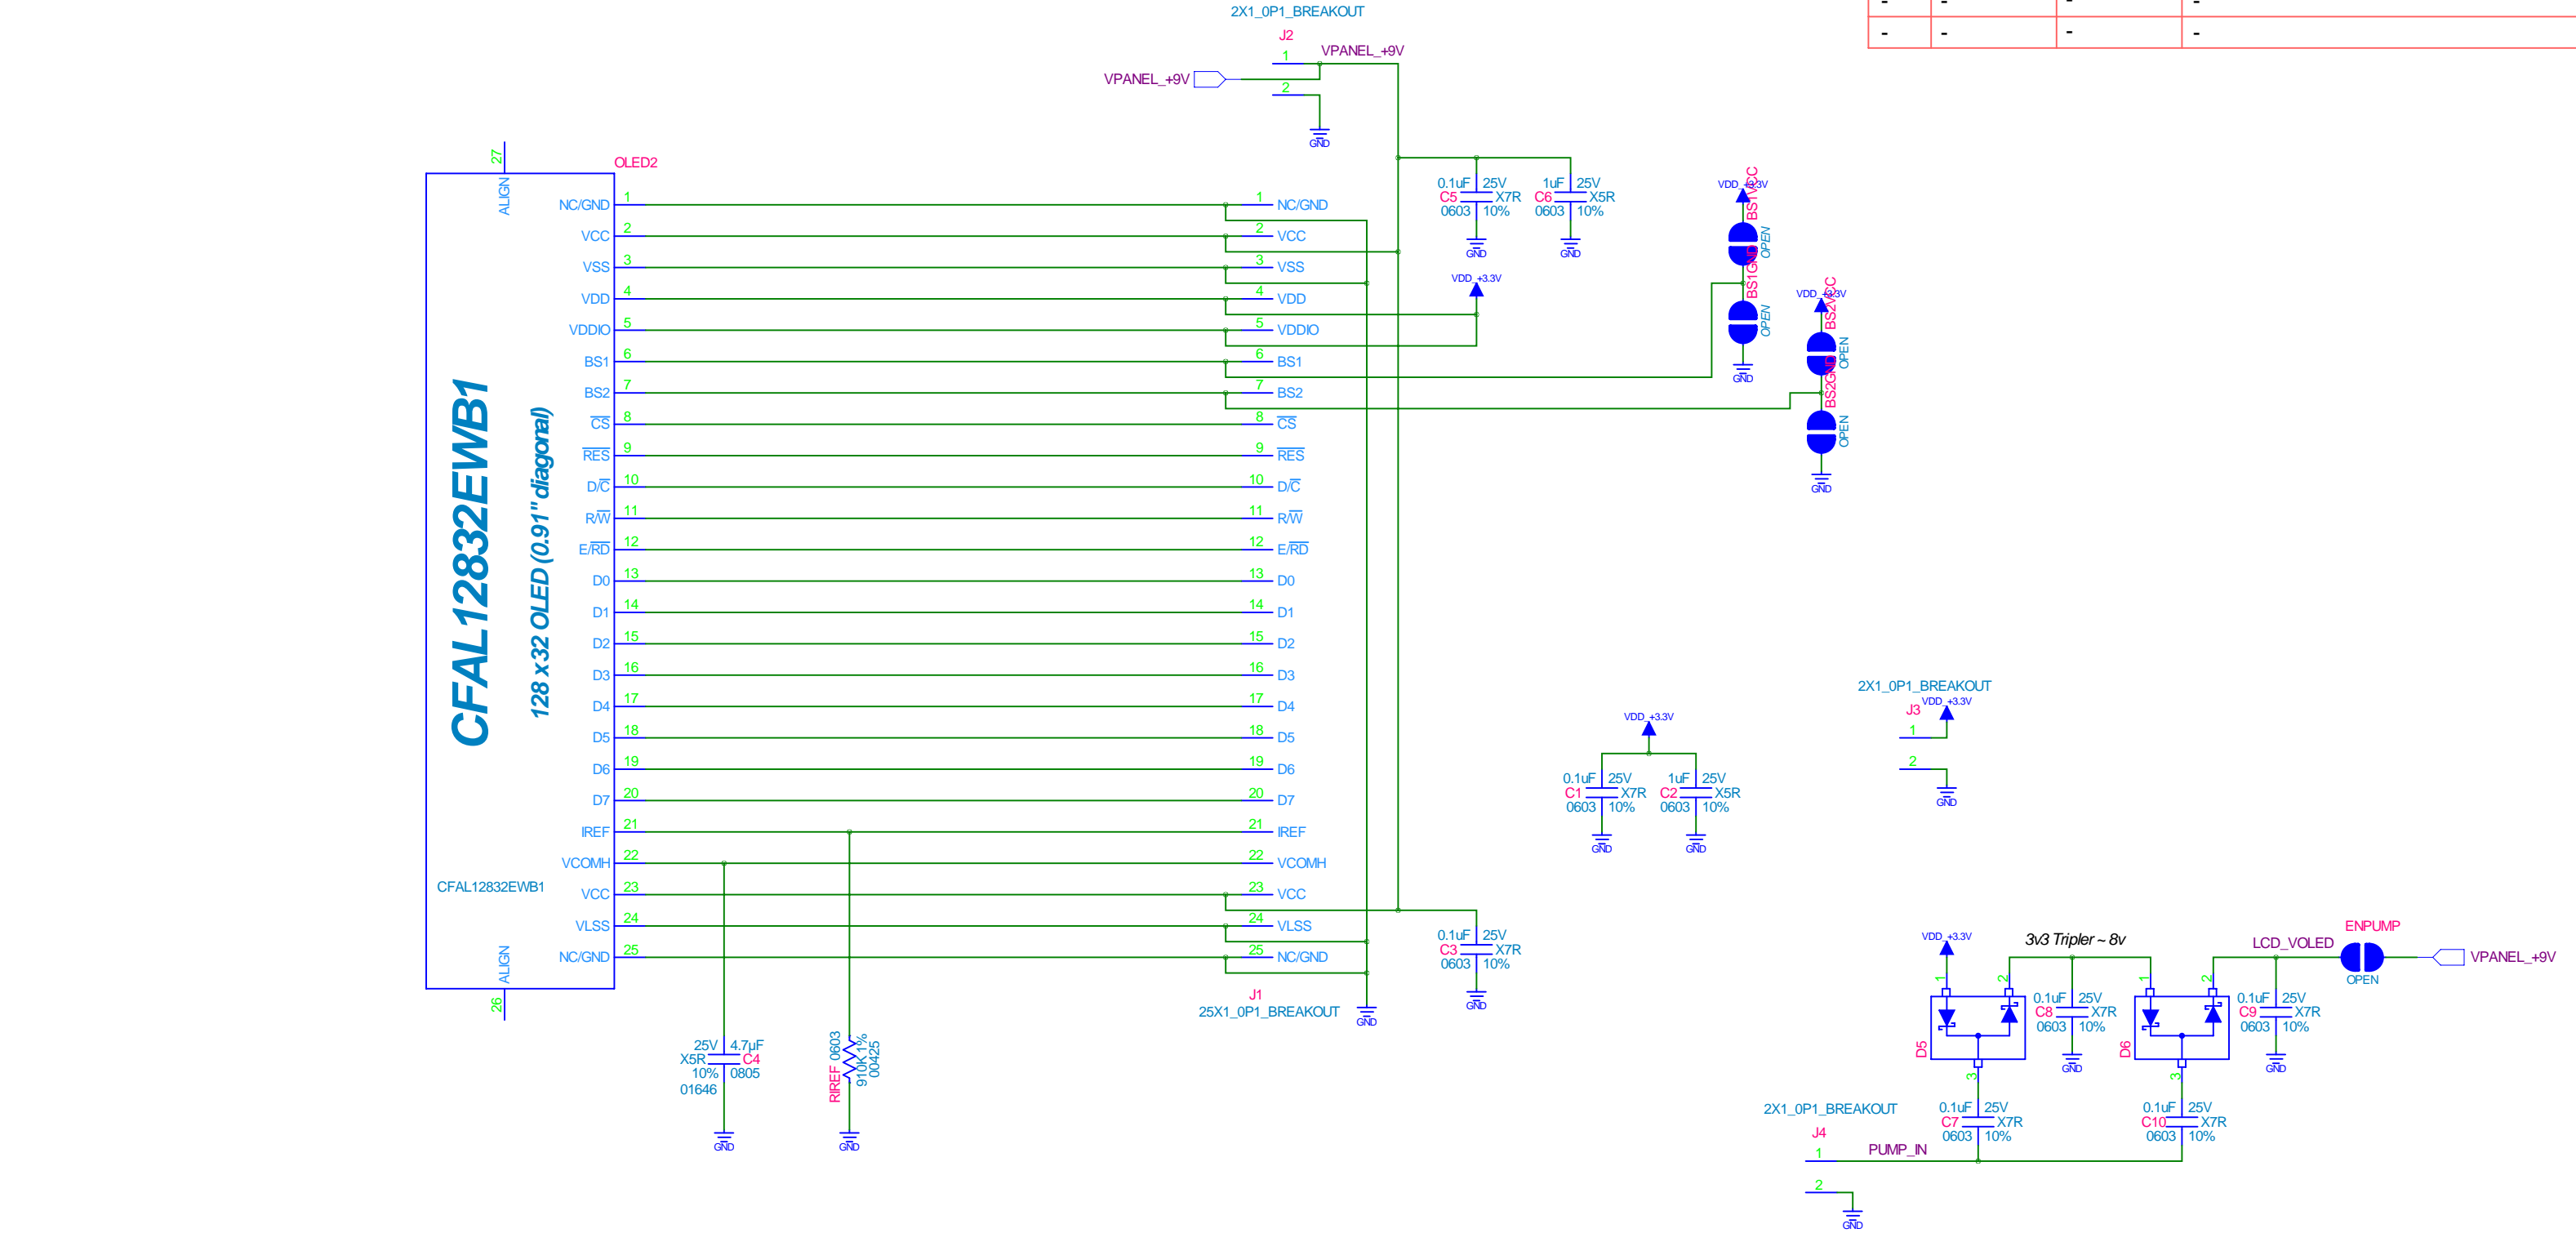 2X1_0P1_BREAKOUT
J2
1
VPANEL_+9V
VPANEL_+9V
2
GND
- - - -
- - - -
27
ALIGN
OLED2
CFAL12832EWB1
128 x32 OLED (0.91" diagonal)
NC/GND 1 1 NC/GND
VCC 2 2 VCC
VSS 3 3 VSS
VDD 4 4 VDD
VDDIO 5 5 VDDIO
BS1 6 6 BS1
BS2 7 7 BS2
CS 8 8 CS
RES 9 9 RES
D/C 10 10 D/C
R/W 11 11 R/W
E/RD 12 12 E/RD
D0 13 13 D0
D1 14 14 D1
D2 15 15 D2
D3 16 16 D3
D4 17 17 D4
D5 18 18 D5
D6 19 19 D6
D7 20 20 D7
IREF 21 21 IREF
VCOMH 22 22 VCOMH
VCC 23 23 VCC
VLSS 24 24 VLSS
NC/GND 25 25 NC/GND
CFAL12832EWB1
ALIGN
26
J1
25X1_0P1_BREAKOUT
GND
25V 4.7µF
X5R C4
10% 0805
01646
GND
RIREF 0603
910K 1%
00425
GND
0.1uF 25V
C5 X7R
0603 10%
GND
1uF 25V
C6 X5R
0603 10%
GND
VDD_+3.3V
VDD_+3.3V
BS1VCC
OPEN
BS1GND
OPEN
GND
VDD_+3.3V
BS2VCC
OPEN
BS2GND
OPEN
GND
VDD_+3.3V
0.1uF 25V
C1 X7R
0603 10%
GND
1uF 25V
C2 X5R
0603 10%
GND
2X1_0P1_BREAKOUT
J3
VDD_+3.3V
1
2
GND
0.1uF 25V
C3 X7R
0603 10%
GND
VDD_+3.3V
3v3 Tripler ~ 8v
LCD_VOLED
ENPUMP
OPEN
VPANEL_+9V
1 2
D5
3
0.1uF 25V
C8 X7R
0603 10%
GND
1 2
D6
3
0.1uF 25V
C9 X7R
0603 10%
GND
0.1uF 25V
C7 X7R
0603 10%
0.1uF 25V
C10 X7R
0603 10%
2X1_0P1_BREAKOUT
J4
1
PUMP_IN
2
GND